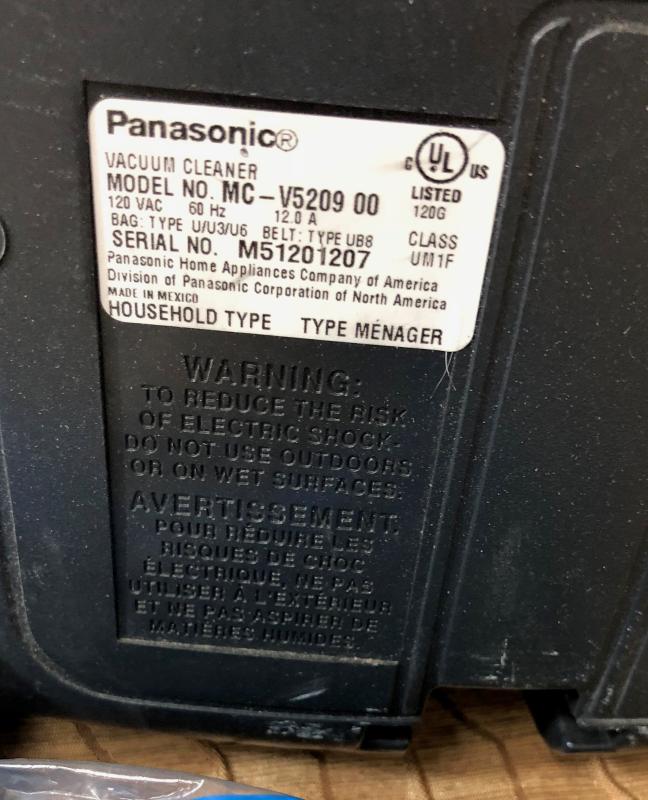 Panasonic®
VACUUM CLEANER
MODEL NO. MC-V5209 00
120 VAC 60 Hz 12.0 A
BAG: TYPE U/U3/U6 BELT: TYPE UB8
SERIAL NO. M51201207
Panasonic Home Appliances Company of America
Division of Panasonic Corporation of North America
MADE IN MEXICO
HOUSEHOLD TYPE TYPE MÉNAGER
C UL US
LISTED
120G
CLASS
UM1F
WARNING:
TO REDUCE THE RISK
OF ELECTRIC SHOCK-
DO NOT USE OUTDOORS
OR ON WET SURFACES.
AVERTISSEMENT:
POUR RÉDUIRE LES
RISQUES DE CHOC
ÉLECTRIQUE, NE PAS
UTILISER À L'EXTÉRIEUR
ET NE PAS ASPIRER DE
MATIÈRES HUMIDES.